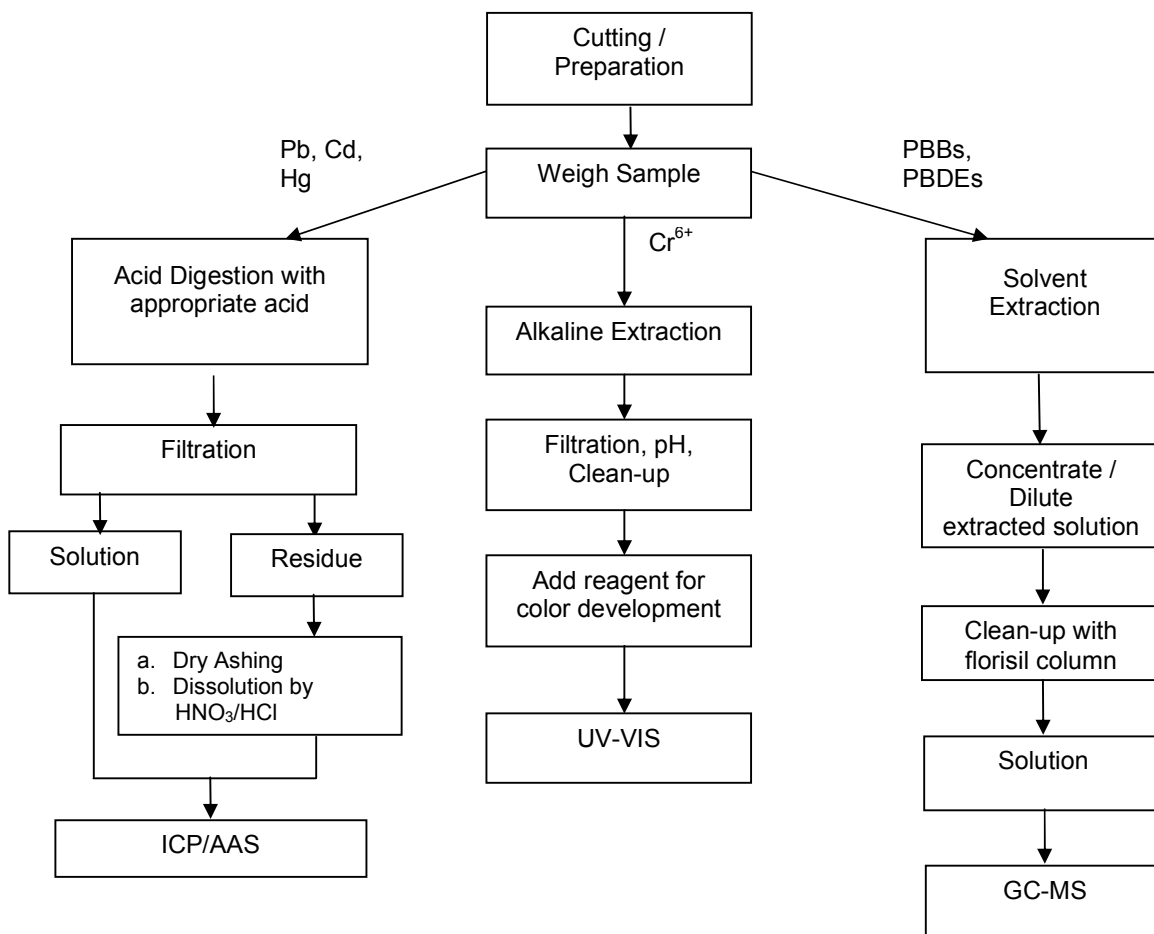 Cutting /
Preparation
Pb, Cd,
Hg
Weigh Sample
PBBs,
PBDEs
Cr⁶⁺
Acid Digestion with
appropriate acid
Alkaline Extraction
Solvent
Extraction
Filtration
Filtration, pH,
Clean-up
Concentrate /
Dilute
extracted solution
Solution
Residue
Add reagent for
color development
Clean-up with
florisil column
a. Dry Ashing
b. Dissolution by
HNO₃/HCl
UV-VIS
Solution
ICP/AAS
GC-MS